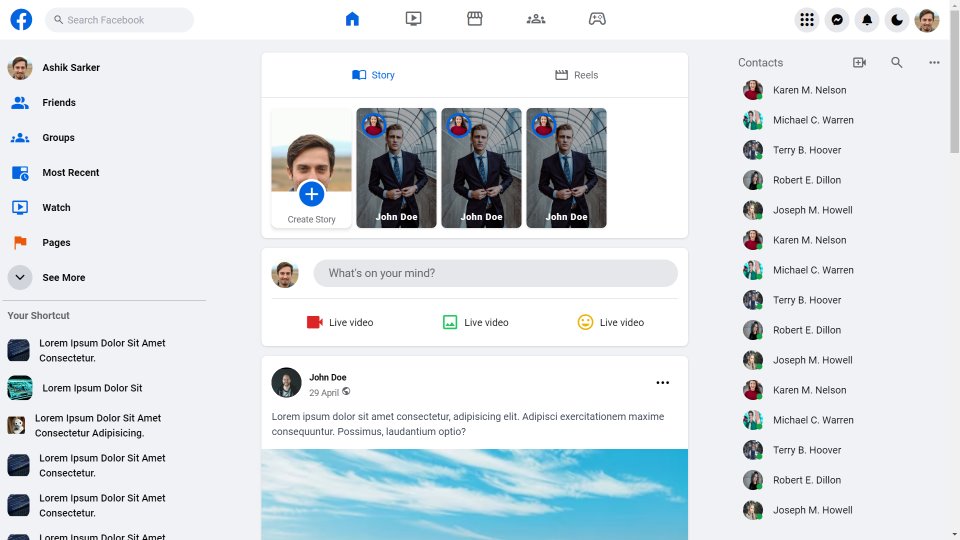 Search Facebook
Ashik Sarker
Friends
Groups
Most Recent
Watch
Pages
See More
Your Shortcut
Lorem Ipsum Dolor Sit Amet
Consectetur.
Lorem Ipsum Dolor Sit
Lorem Ipsum Dolor Sit Amet
Consectetur Adipisicing.
Lorem Ipsum Dolor Sit Amet
Consectetur.
Lorem Ipsum Dolor Sit Amet
Consectetur.
Lorem Ipsum Dolor Sit Amet
Story
Reels
Create Story
John Doe
John Doe
John Doe
What's on your mind?
Live video
Live video
Live video
John Doe
29 April
Lorem ipsum dolor sit amet consectetur, adipisicing elit. Adipisci exercitationem maxime
consequuntur. Possimus, laudantium optio?
Contacts
Karen M. Nelson
Michael C. Warren
Terry B. Hoover
Robert E. Dillon
Joseph M. Howell
Karen M. Nelson
Michael C. Warren
Terry B. Hoover
Robert E. Dillon
Joseph M. Howell
Karen M. Nelson
Michael C. Warren
Terry B. Hoover
Robert E. Dillon
Joseph M. Howell